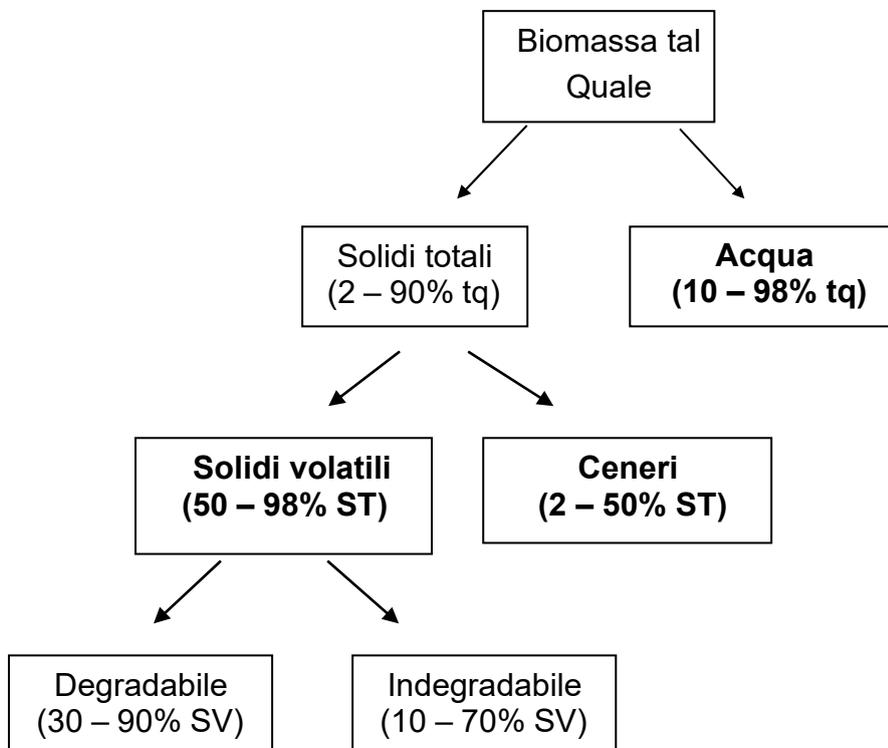 Biomassa tal
Quale
Solidi totali
(2 – 90% tq)
Acqua
(10 – 98% tq)
Solidi volatili
(50 – 98% ST)
Ceneri
(2 – 50% ST)
Degradabile
(30 – 90% SV)
Indegradabile
(10 – 70% SV)